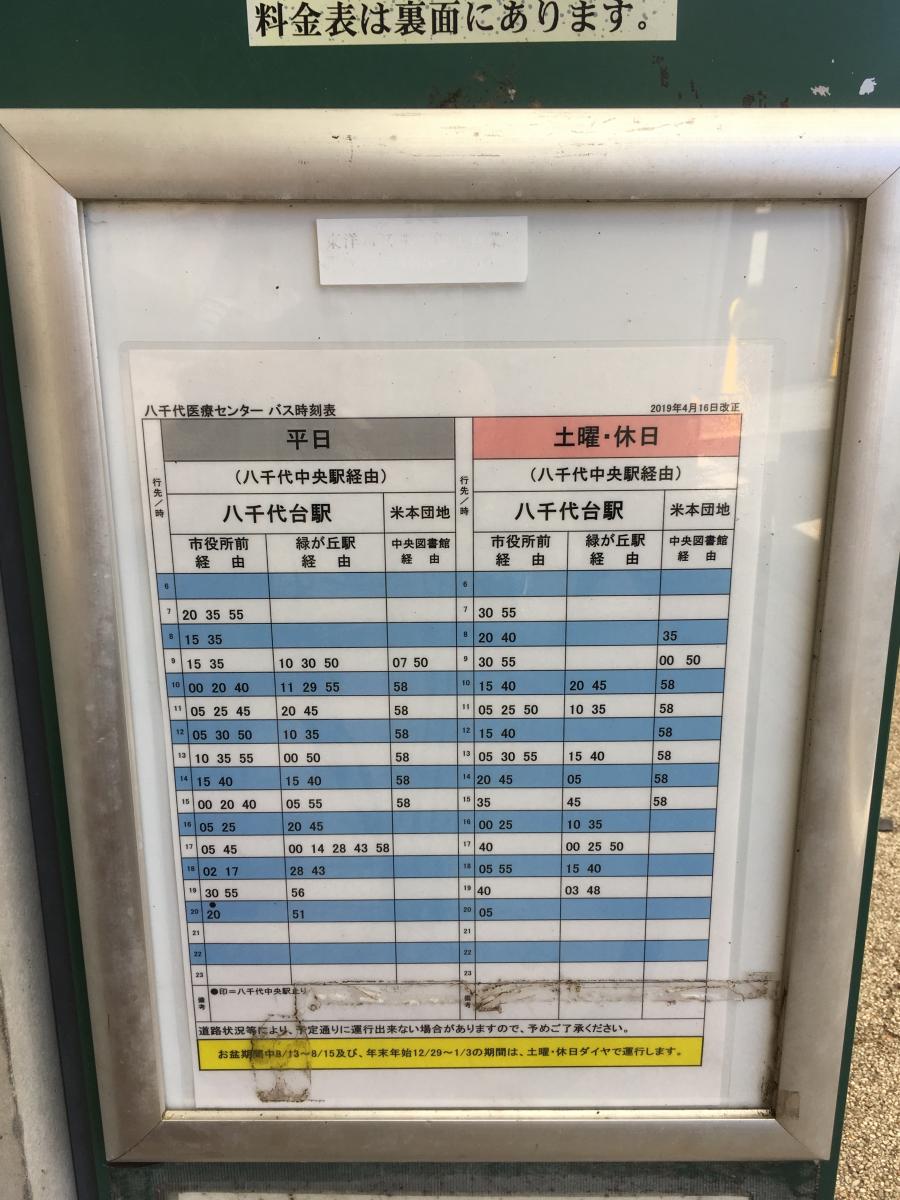 料金表は裏面にあります。
東洋
八千代医療センター バス時刻表 2019年4月16日改正
行先/時 平日 行先/時 土曜・休日
(八千代中央駅経由) (八千代中央駅経由)
八千代台駅 米本団地 八千代台駅 米本団地
市役所前 緑が丘駅 中央図書館 市役所前 緑が丘駅 中央図書館
経由 経由 経由 経由 経由 経由
6 6
7 20 35 55 7 30 55
8 15 35 8 20 40 35
9 15 35 10 30 50 07 50 9 30 55 00 50
10 00 20 40 11 29 55 58 10 15 40 20 45 58
11 05 25 45 20 45 58 11 05 25 50 10 35 58
12 05 30 50 10 35 58 12 15 40 58
13 10 35 55 00 50 58 13 05 30 55 15 40 58
14 15 40 15 40 58 14 20 45 05 58
15 00 20 40 05 55 58 15 35 45 58
16 05 25 20 45 16 00 25 10 35
17 05 45 00 14 28 43 58 17 40 00 25 50
18 02 17 28 43 18 05 55 15 40
19 30 55 56 19 40 03 48
20 ●20 51 20 05
21 21
22 22
23 23
備考 ●印=八千代中央駅止り 備考
道路状況等により、予定通りに運行出来ない場合がありますので、予めご了承ください。
お盆期間中8/13～8/15及び、年末年始12/29～1/3の期間は、土曜・休日ダイヤで運行します。